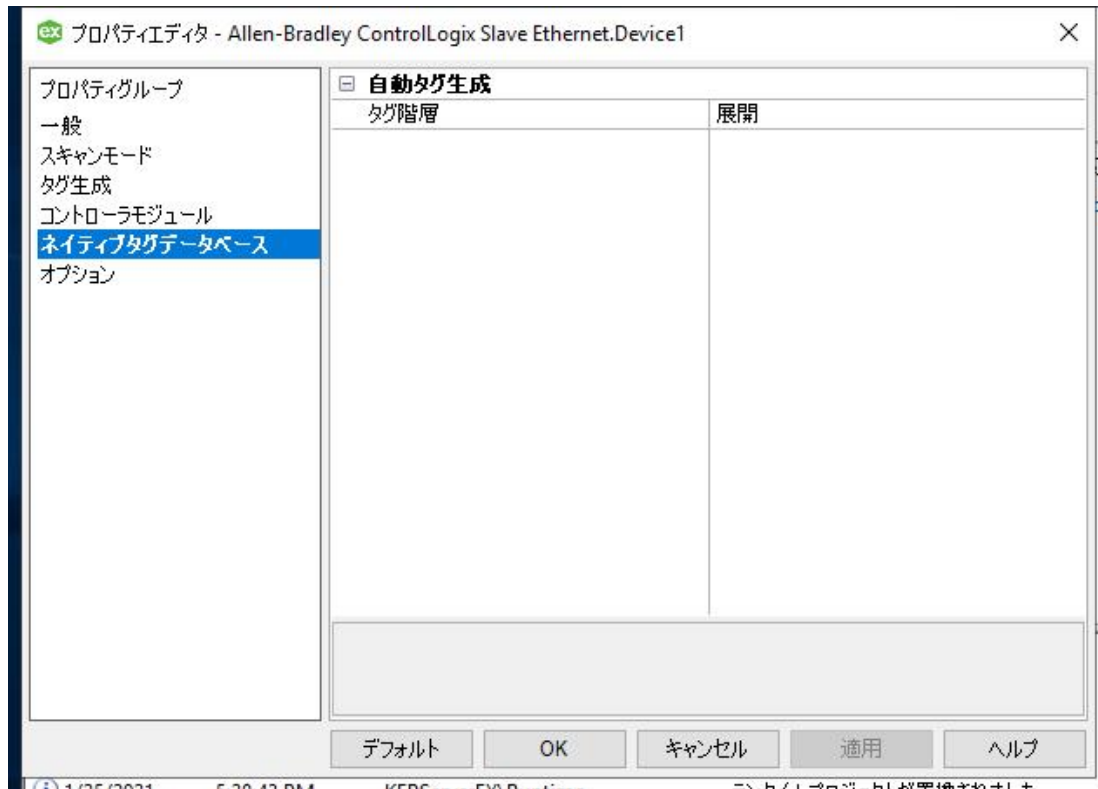 ex プロパティエディタ - Allen-Bradley ControlLogix Slave Ethernet.Device1
プロパティグループ
一般
スキャンモード
タグ生成
コントローラモジュール
ネイティブタグデータベース
オプション
自動タグ生成
タグ階層 展開
デフォルト OK キャンセル 適用 ヘルプ